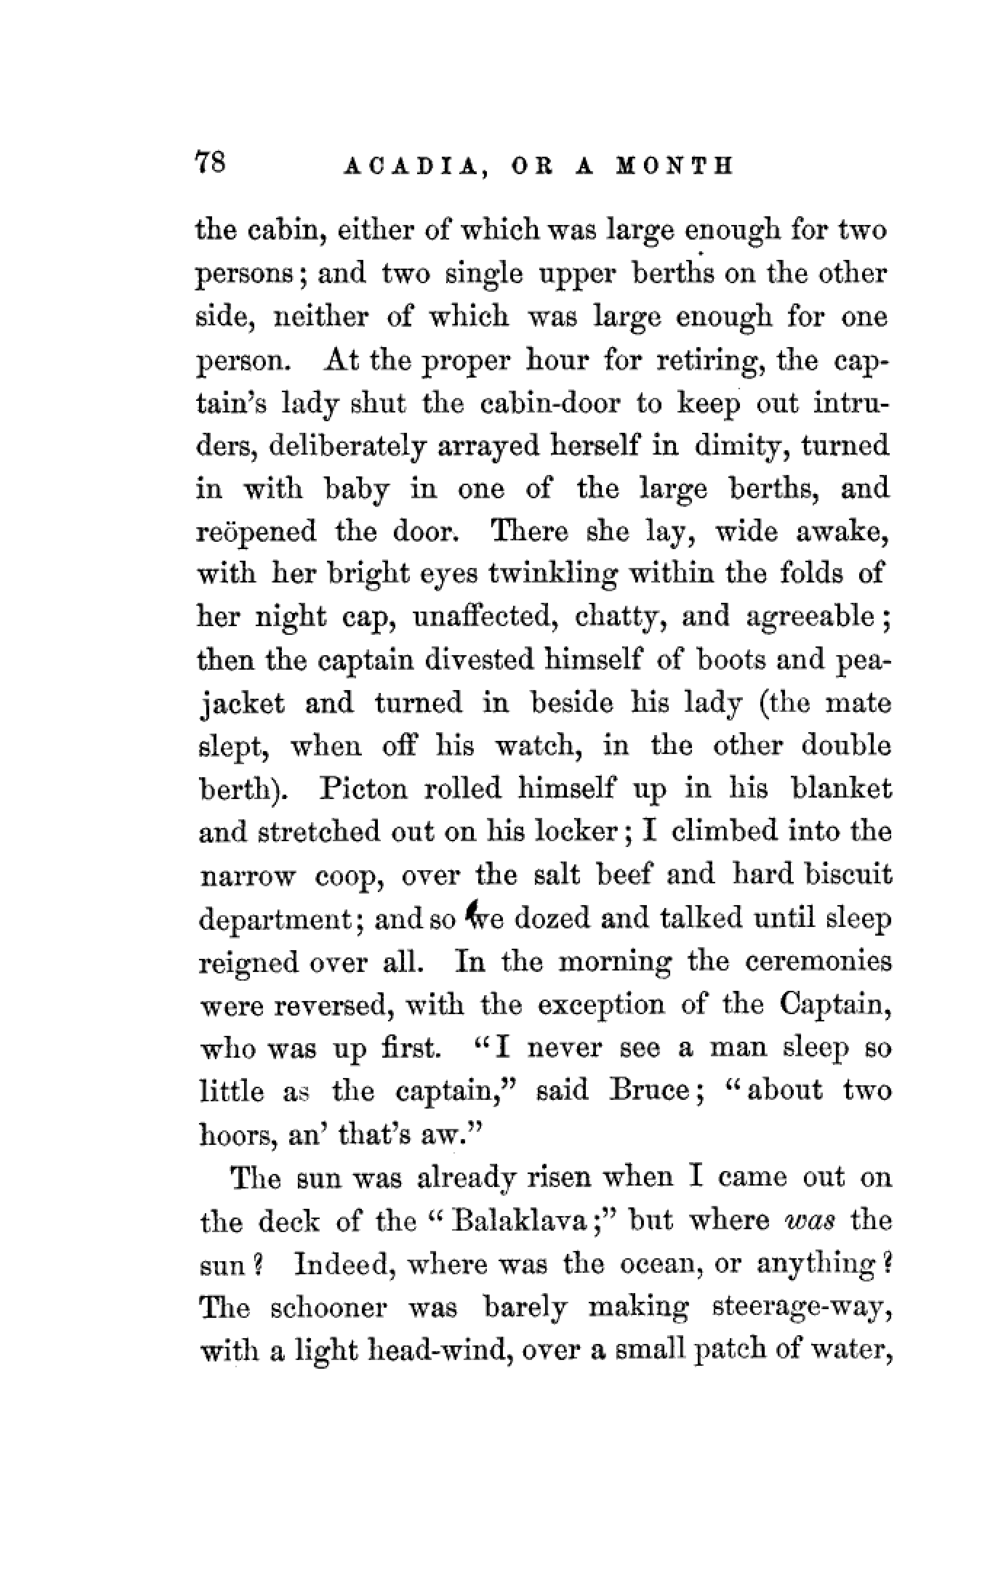 78 ACADIA, OR A MONTH
the cabin, either of which was large enough for two
persons; and two single upper berths on the other
side, neither of which was large enough for one
person. At the proper hour for retiring, the cap-
tain's lady shut the cabin-door to keep out intru-
ders, deliberately arrayed herself in dimity, turned
in with baby in one of the large berths, and
reöpened the door. There she lay, wide awake,
with her bright eyes twinkling within the folds of
her night cap, unaffected, chatty, and agreeable;
then the captain divested himself of boots and pea-
jacket and turned in beside his lady (the mate
slept, when off his watch, in the other double
berth). Picton rolled himself up in his blanket
and stretched out on his locker; I climbed into the
narrow coop, over the salt beef and hard biscuit
department; and so we dozed and talked until sleep
reigned over all. In the morning the ceremonies
were reversed, with the exception of the Captain,
who was up first. “I never see a man sleep so
little as the captain,” said Bruce; “about two
hoors, an’ that’s aw.”
The sun was already risen when I came out on
the deck of the “Balaklava;” but where was the
sun? Indeed, where was the ocean, or anything?
The schooner was barely making steerage-way,
with a light head-wind, over a small patch of water,